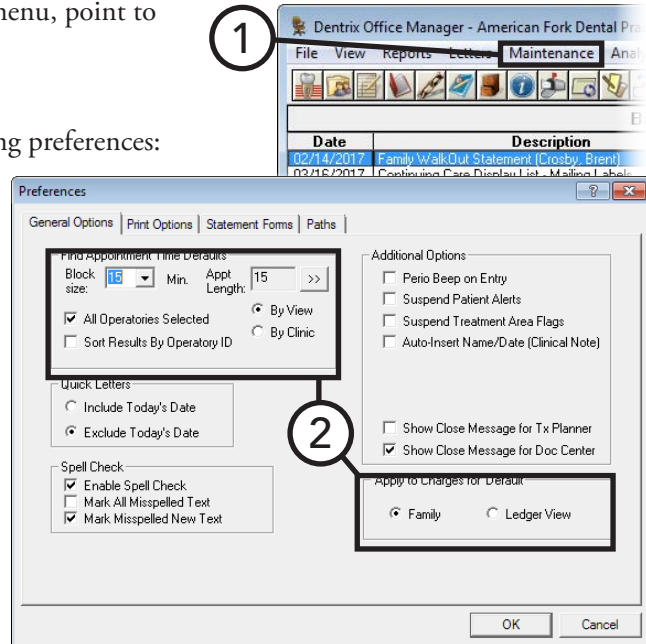 menu, point to
1
Dentrix Office Manager - American Fork Dental Pra
File View Reports Letters Maintenance Anal
Date Description
02/14/2017 Family WalkOut Statement (Crosby, Brent)
03/16/2017 Continuing Care Display List - Mailing Labels
ng preferences:
Preferences
General Options Print Options Statement Forms Paths
Find Appointment Time Defaults
Block size: 15 Min. Appt Length: 15 >>
All Operatories Selected
Sort Results By Operatory ID
By View
By Clinic
Quick Letters
Include Today's Date
Exclude Today's Date
Spell Check
Enable Spell Check
Mark All Misspelled Text
Mark Misspelled New Text
2
Additional Options
Perio Beep on Entry
Suspend Patient Alerts
Suspend Treatment Area Flags
Auto-Insert Name/Date (Clinical Note)
Show Close Message for Tx Planner
Show Close Message for Doc Center
Apply to Charges for Default
Family Ledger View
OK Cancel